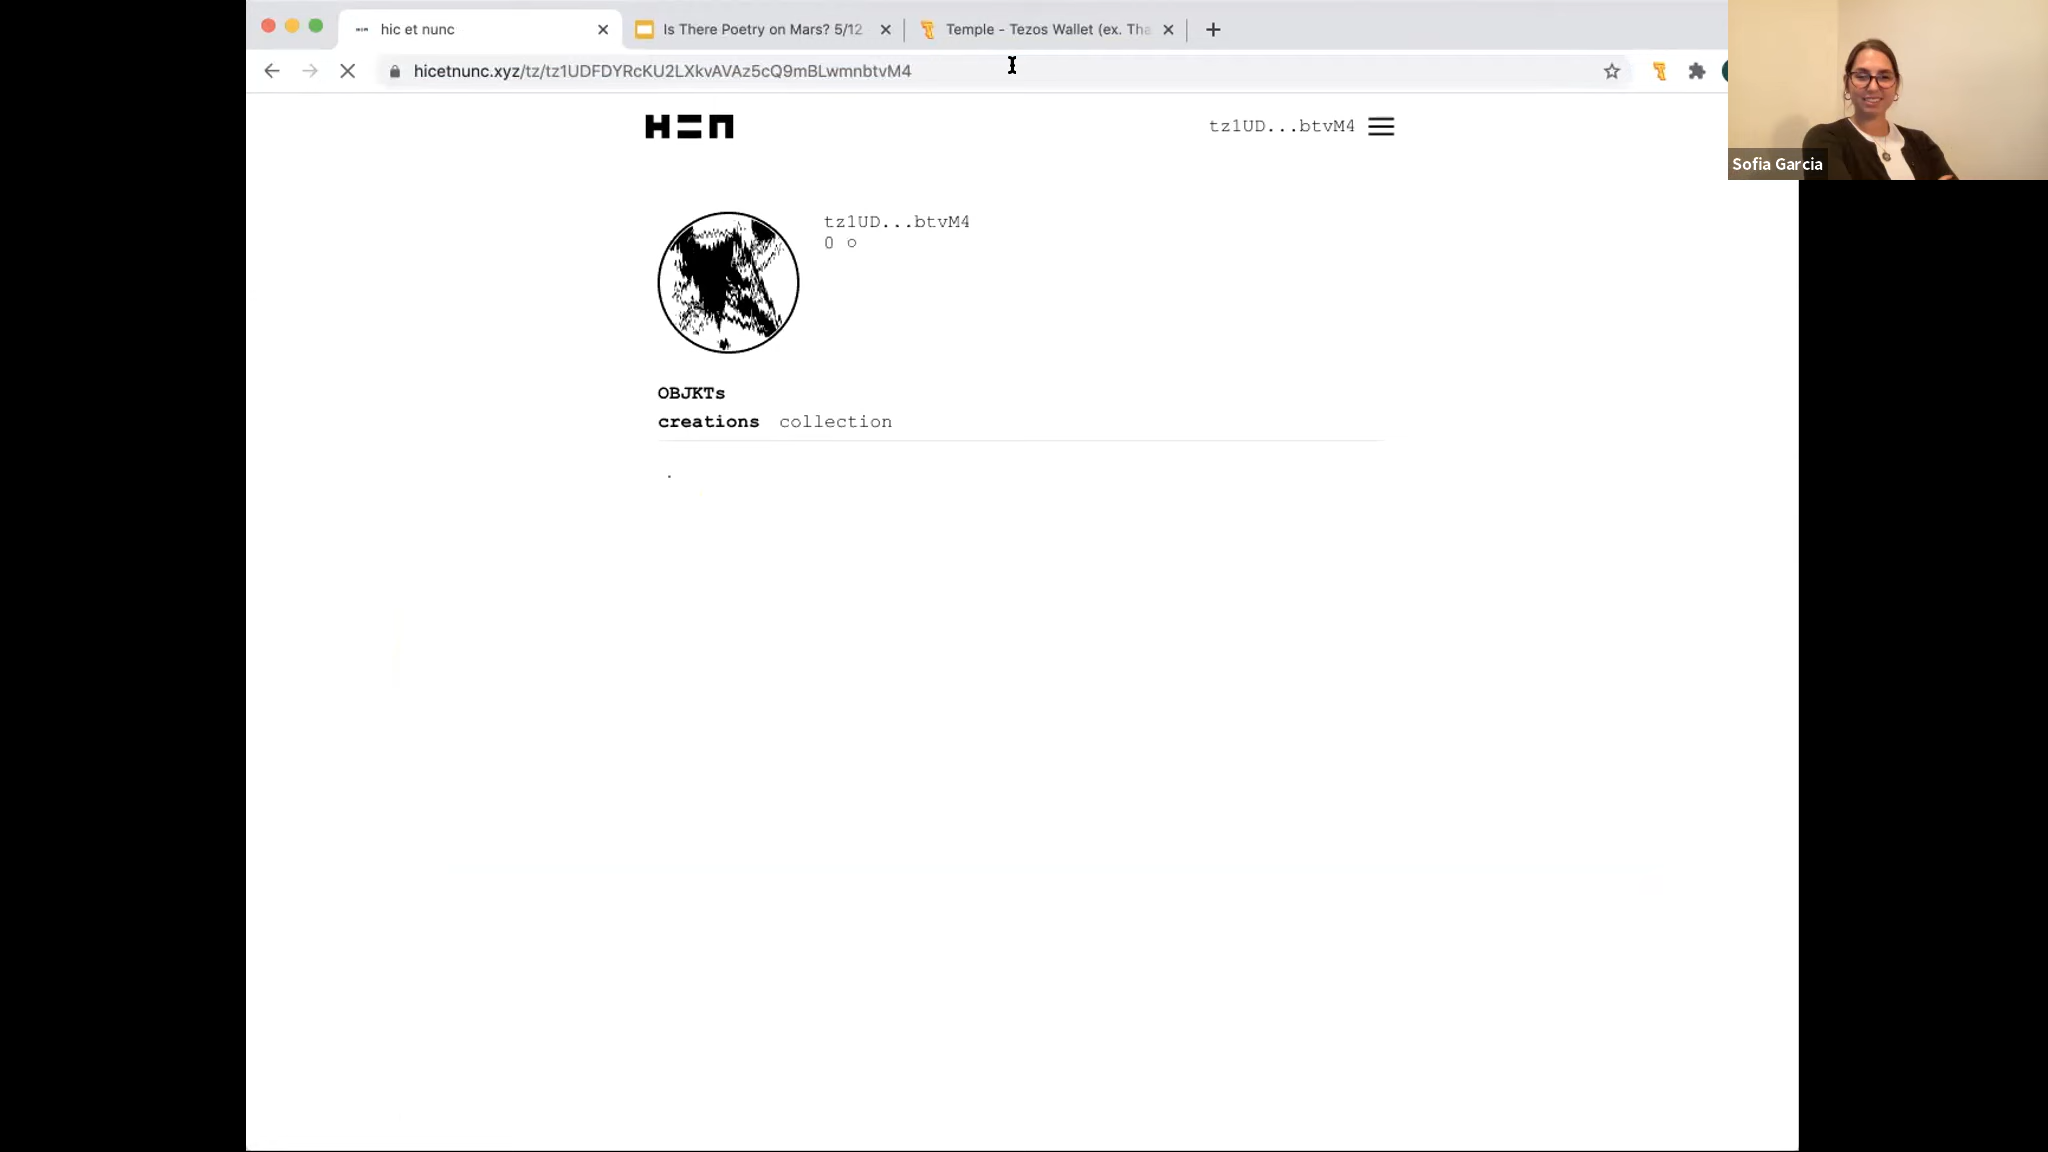 hic et nunc
Is There Poetry on Mars? 5/12
Temple - Tezos Wallet (ex. Tha
hicetnunc.xyz/tz/tz1UDFDYRcKU2LXkvAVAz5cQ9mBLwmnbtvM4
tz1UD...btvM4
Sofia Garcia
tz1UD...btvM4
0 ○
OBJKTs
creations collection
.